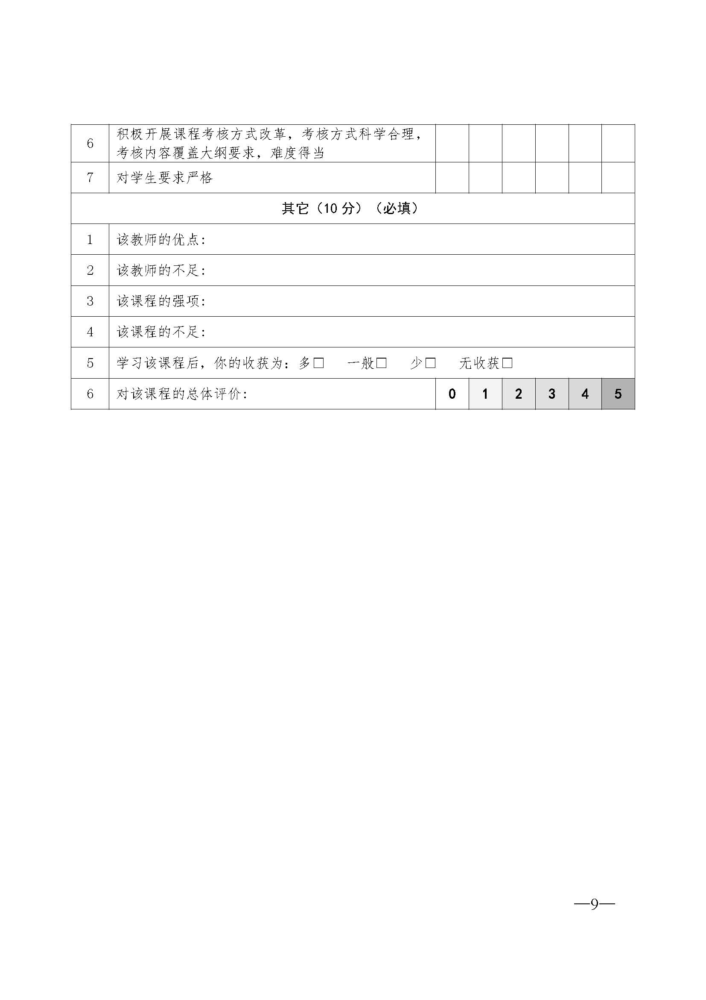 6 积极开展课程考核方式改革，考核方式科学合理，
考核内容覆盖大纲要求，难度得当
7 对学生要求严格
其它（10 分）（必填）
1 该教师的优点：
2 该教师的不足：
3 该课程的强项：
4 该课程的不足：
5 学习该课程后，你的收获为：多□ 一般□ 少□ 无收获□
6 对该课程的总体评价： 0 1 2 3 4 5
—9—